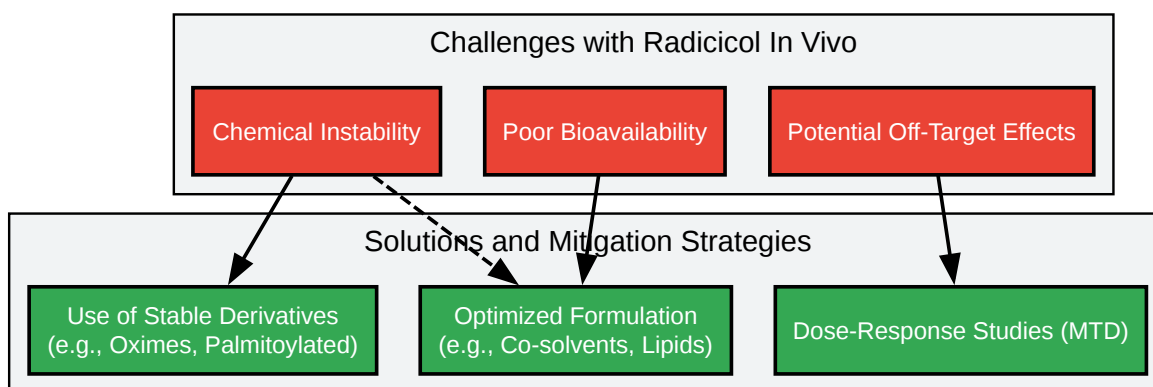 Challenges with Radicicol In Vivo
Chemical Instability
Poor Bioavailability
Potential Off-Target Effects
Solutions and Mitigation Strategies
Use of Stable Derivatives
(e.g., Oximes, Palmitoylated)
Optimized Formulation
(e.g., Co-solvents, Lipids)
Dose-Response Studies (MTD)